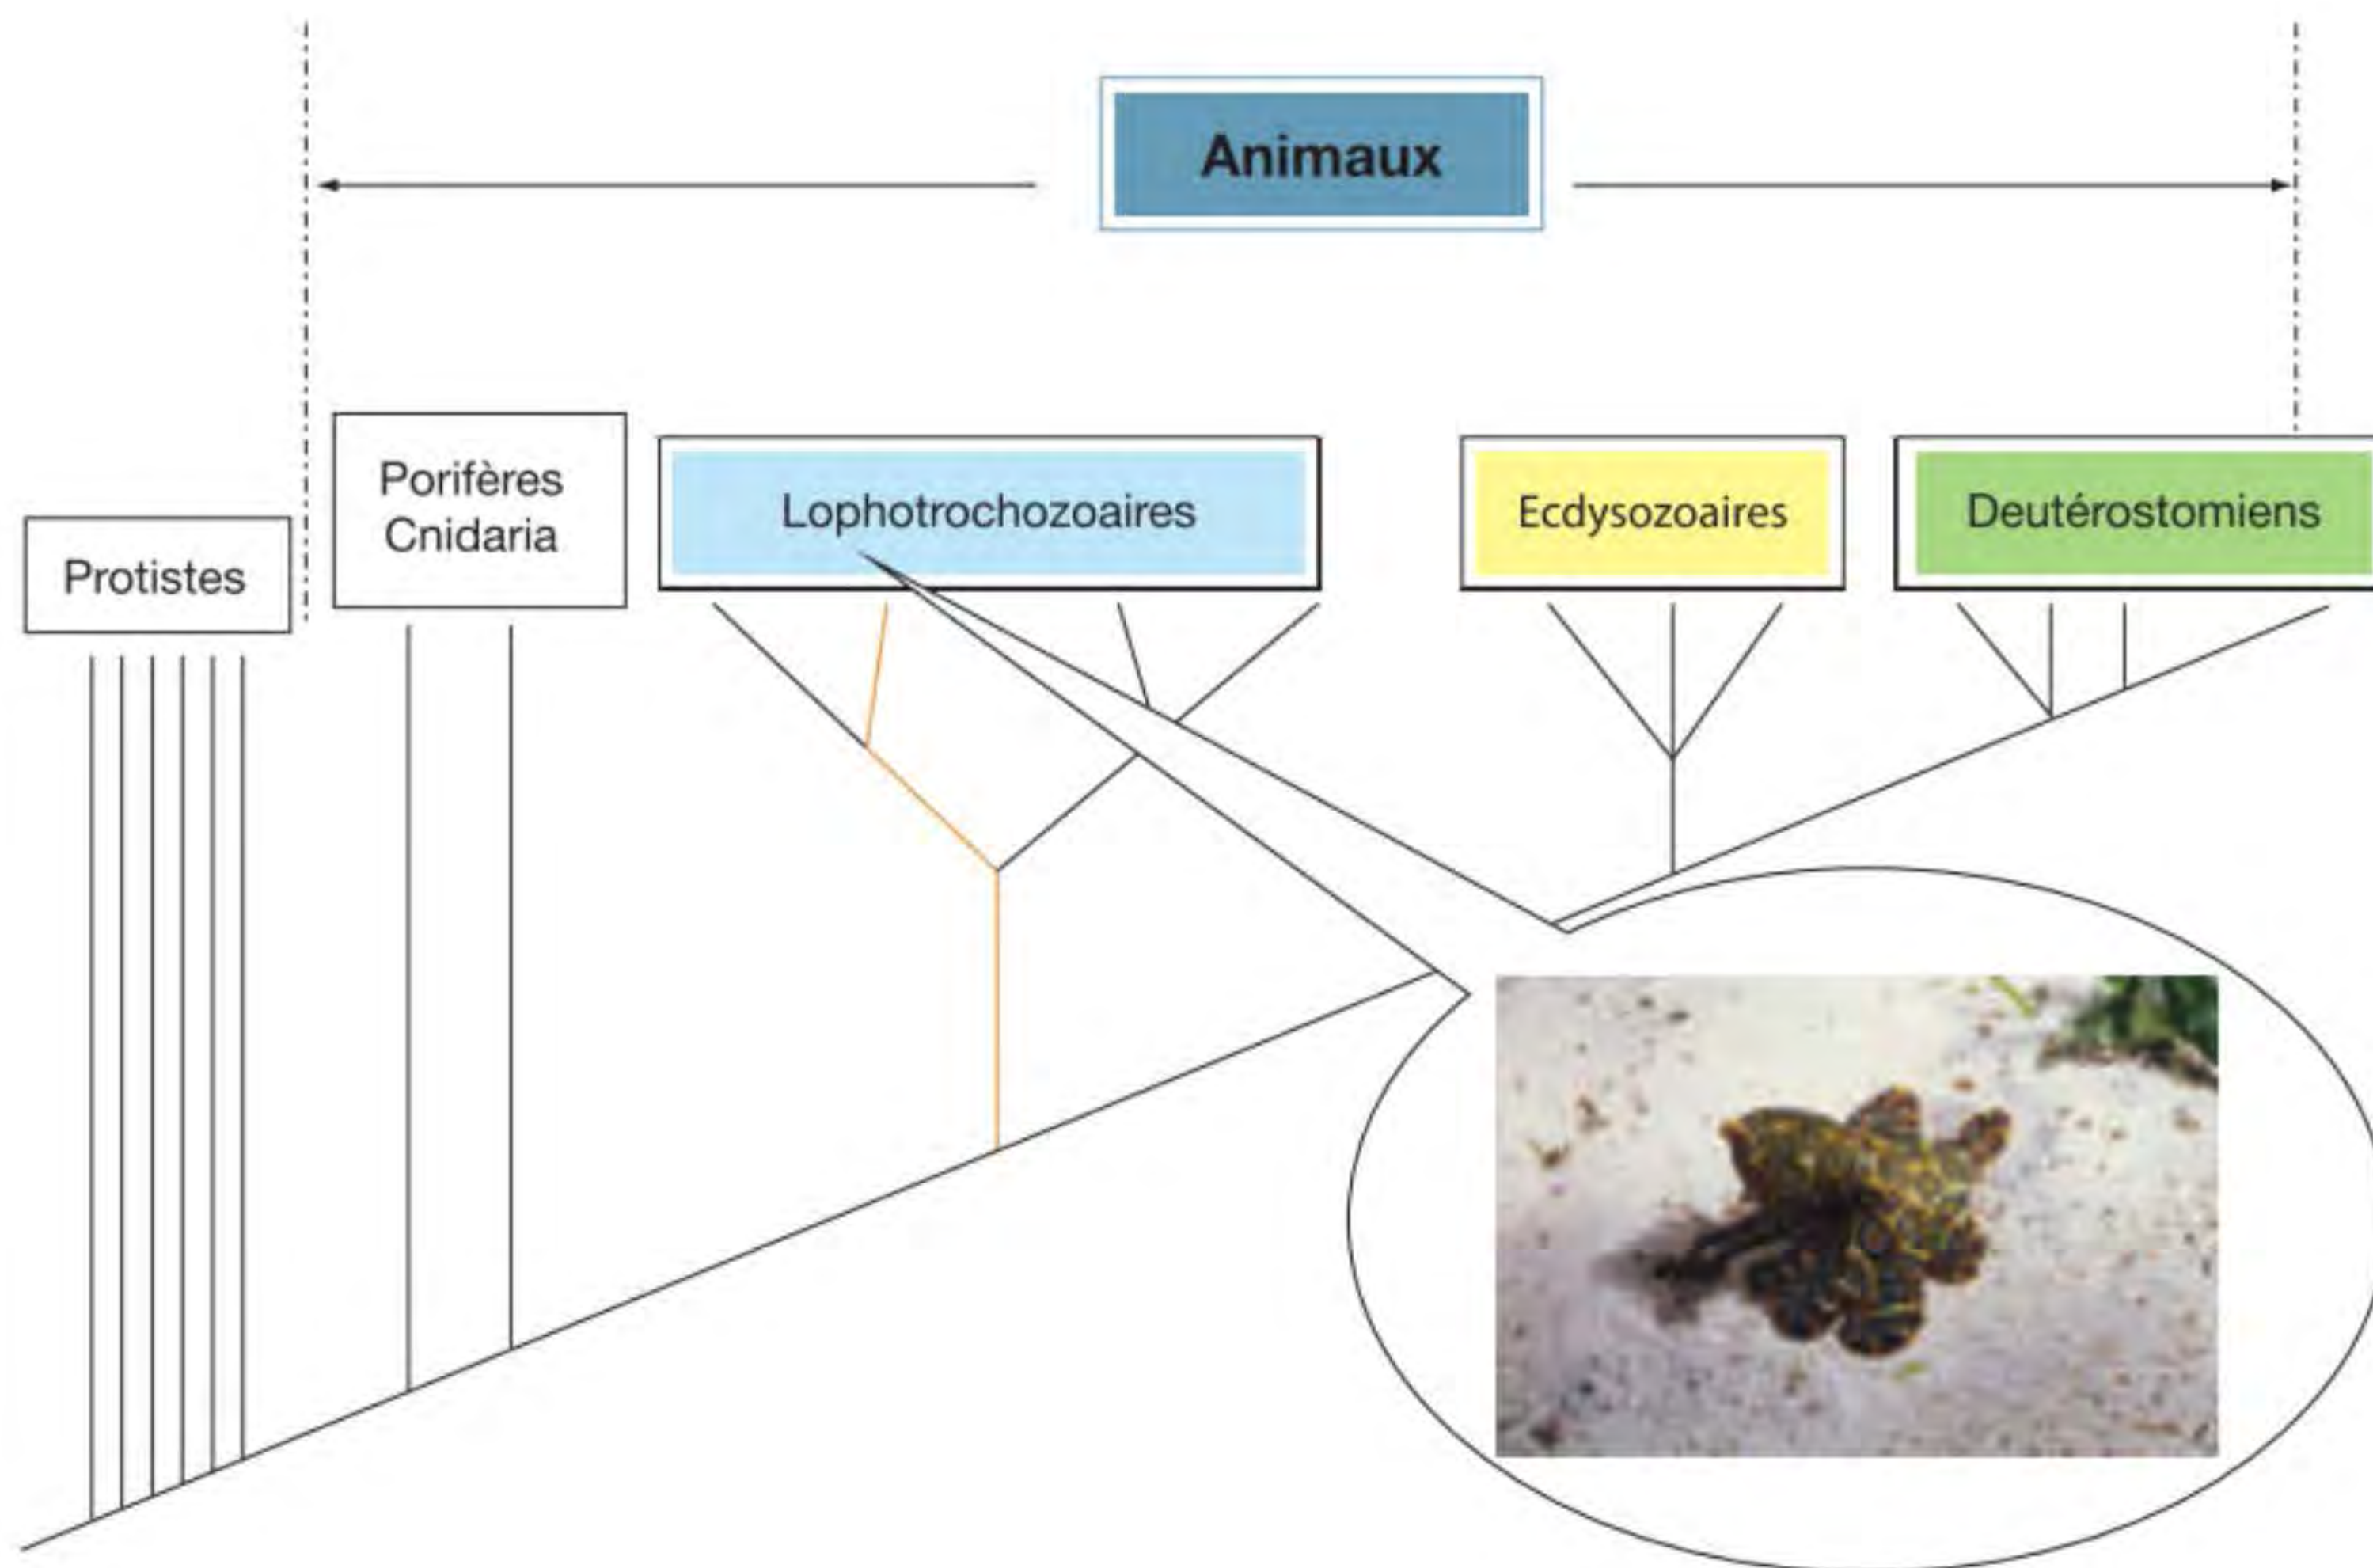 Animaux
Porifères
Cnidaria
Lophotrochozoaires
Ecdysozoaires
Deutérostomiens
Protistes